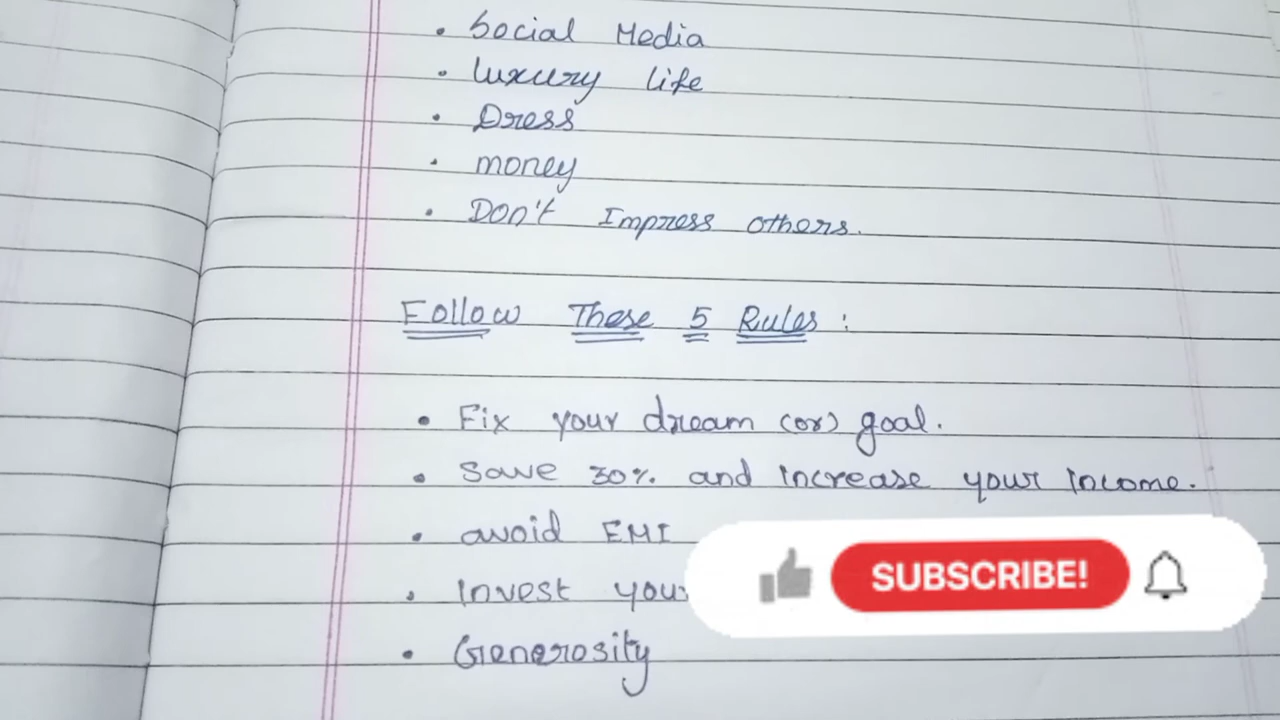 • Social Media
• Luxury life
• Dress
• money
• Don't Impress others.
Follow These 5 Rules :
• Fix your dream (or) goal.
• Save 30% and increase your income.
• avoid EMI
• Invest your
SUBSCRIBE!
• Generosity